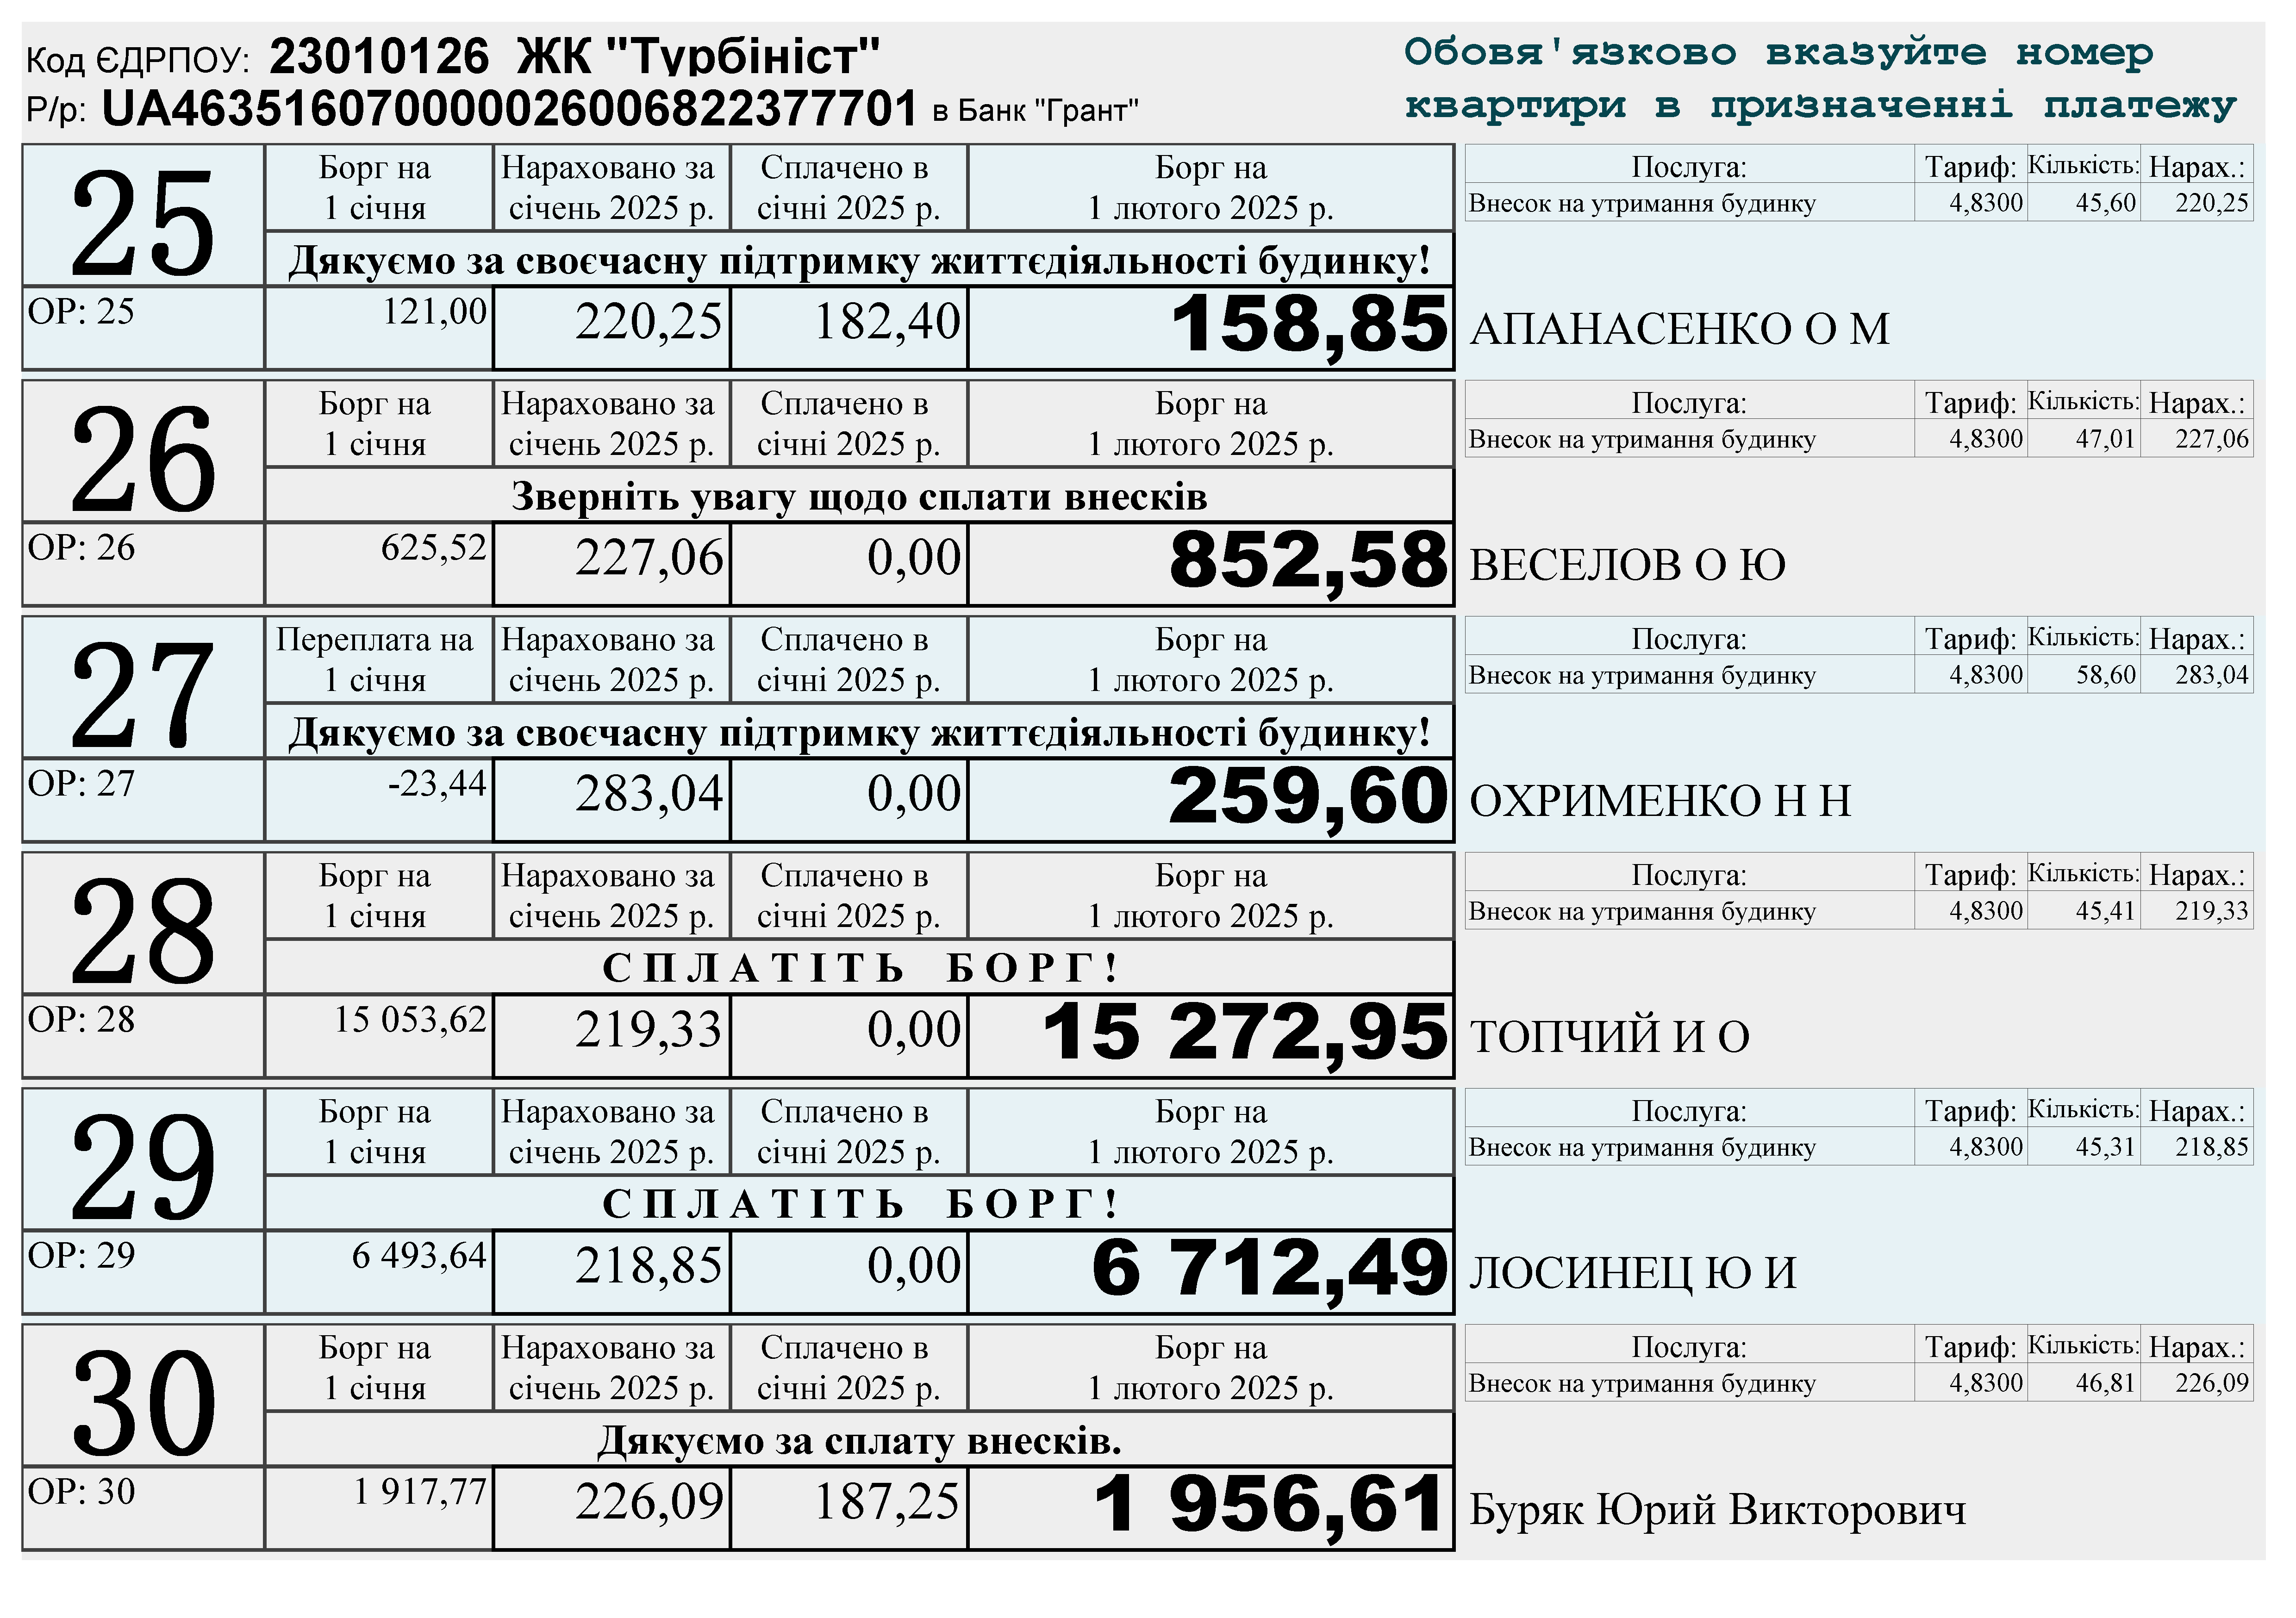 Код ЄДРПОУ: 23010126 ЖК "Турбініст"
Р/р: UA463516070000026006822377701 в Банк "Грант"
Обовя'язково вказуйте номер
квартири в призначенні платежу
25
Борг на
1 січня
Нараховано за
січень 2025 р.
Сплачено в
січні 2025 р.
Борг на
1 лютого 2025 р.
Дякуємо за своєчасну підтримку життєдіяльності будинку!
ОР: 25 121,00 220,25 182,40 158,85
Послуга: Тариф: Кількість: Нарах.:
Внесок на утримання будинку 4,8300 45,60 220,25
АПАНАСЕНКО О М
26
Борг на
1 січня
Нараховано за
січень 2025 р.
Сплачено в
січні 2025 р.
Борг на
1 лютого 2025 р.
Зверніть увагу щодо сплати внесків
ОР: 26 625,52 227,06 0,00 852,58
Послуга: Тариф: Кількість: Нарах.:
Внесок на утримання будинку 4,8300 47,01 227,06
ВЕСЕЛОВ О Ю
27
Переплата на
1 січня
Нараховано за
січень 2025 р.
Сплачено в
січні 2025 р.
Борг на
1 лютого 2025 р.
Дякуємо за своєчасну підтримку життєдіяльності будинку!
ОР: 27 -23,44 283,04 0,00 259,60
Послуга: Тариф: Кількість: Нарах.:
Внесок на утримання будинку 4,8300 58,60 283,04
ОХРИМЕНКО Н Н
28
Борг на
1 січня
Нараховано за
січень 2025 р.
Сплачено в
січні 2025 р.
Борг на
1 лютого 2025 р.
С П Л А Т І Т Ь Б О Р Г !
ОР: 28 15 053,62 219,33 0,00 15 272,95
Послуга: Тариф: Кількість: Нарах.:
Внесок на утримання будинку 4,8300 45,41 219,33
ТОПЧИЙ И О
29
Борг на
1 січня
Нараховано за
січень 2025 р.
Сплачено в
січні 2025 р.
Борг на
1 лютого 2025 р.
С П Л А Т І Т Ь Б О Р Г !
ОР: 29 6 493,64 218,85 0,00 6 712,49
Послуга: Тариф: Кількість: Нарах.:
Внесок на утримання будинку 4,8300 45,31 218,85
ЛОСИНЕЦ Ю И
30
Борг на
1 січня
Нараховано за
січень 2025 р.
Сплачено в
січні 2025 р.
Борг на
1 лютого 2025 р.
Дякуємо за сплату внесків.
ОР: 30 1 917,77 226,09 187,25 1 956,61
Послуга: Тариф: Кількість: Нарах.:
Внесок на утримання будинку 4,8300 46,81 226,09
Буряк Юрий Викторович